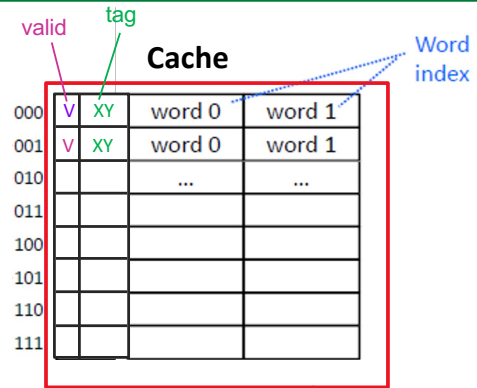 valid
tag
Cache
Word
index
000 V XY word 0 word 1
001 V XY word 0 word 1
010 ... ...
011
100
101
110
111